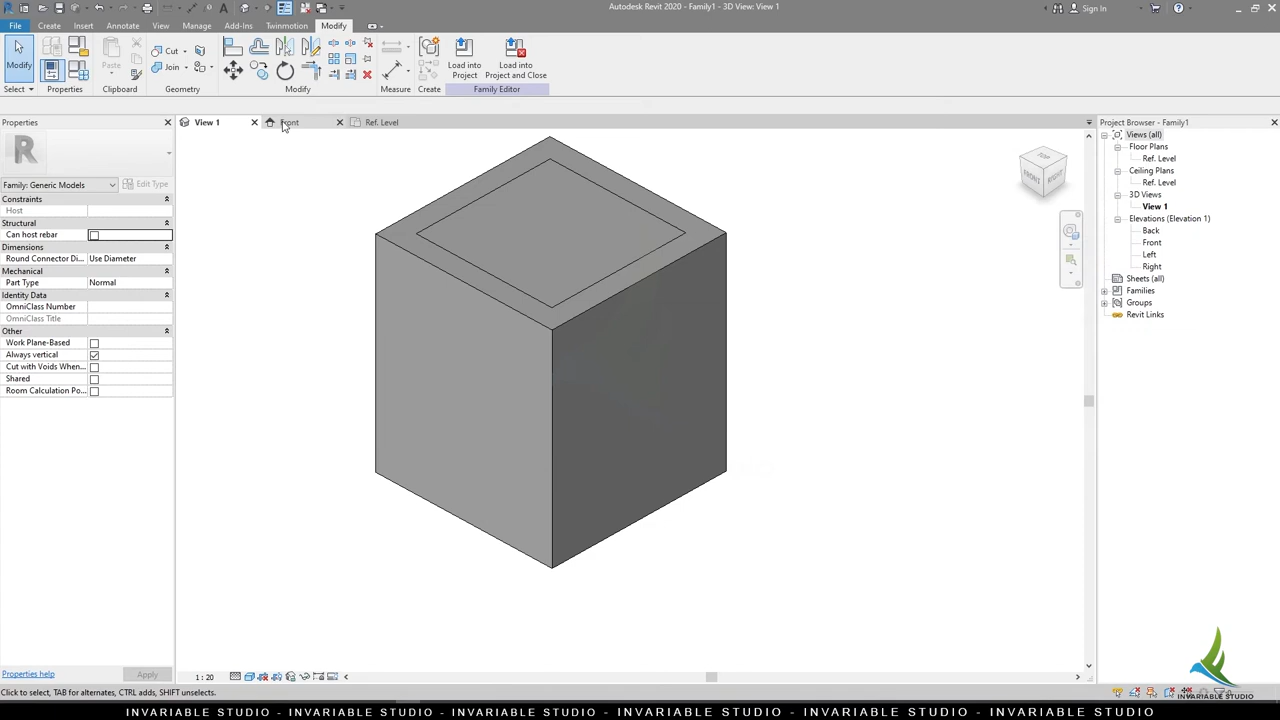 Autodesk Revit 2020 - Family1 - 3D View: View 1
Sign In
File Create Insert Annotate View Manage Add-Ins Twinmotion Modify
Modify
Paste
Cut
Join
Load into Project
Load into Project and Close
Select Properties Clipboard Geometry Modify Measure Create Family Editor
Properties
View 1
Front
Ref. Level
Project Browser - Family1
R
Family: Generic Models
Edit Type
Constraints
Host
Structural
Can host rebar
Dimensions
Round Connector Di... Use Diameter
Mechanical
Part Type Normal
Identity Data
OmniClass Number
OmniClass Title
Other
Work Plane-Based
Always vertical
Cut with Voids When...
Shared
Room Calculation Po...
Properties help
Apply
TOP
FRONT
RIGHT
Views (all)
Floor Plans
Ref. Level
Ceiling Plans
Ref. Level
3D Views
View 1
Elevations (Elevation 1)
Back
Front
Left
Right
Sheets (all)
Families
Groups
Revit Links
1 : 20
Click to select, TAB for alternates, CTRL adds, SHIFT unselects.
INVARIABLE STUDIO
INVARIABLE STUDIO - INVARIABLE STUDIO - INVARIABLE STUDIO - INVARIABLE STUDIO - INVARIABLE STUDIO - INVARIABLE STUDIO